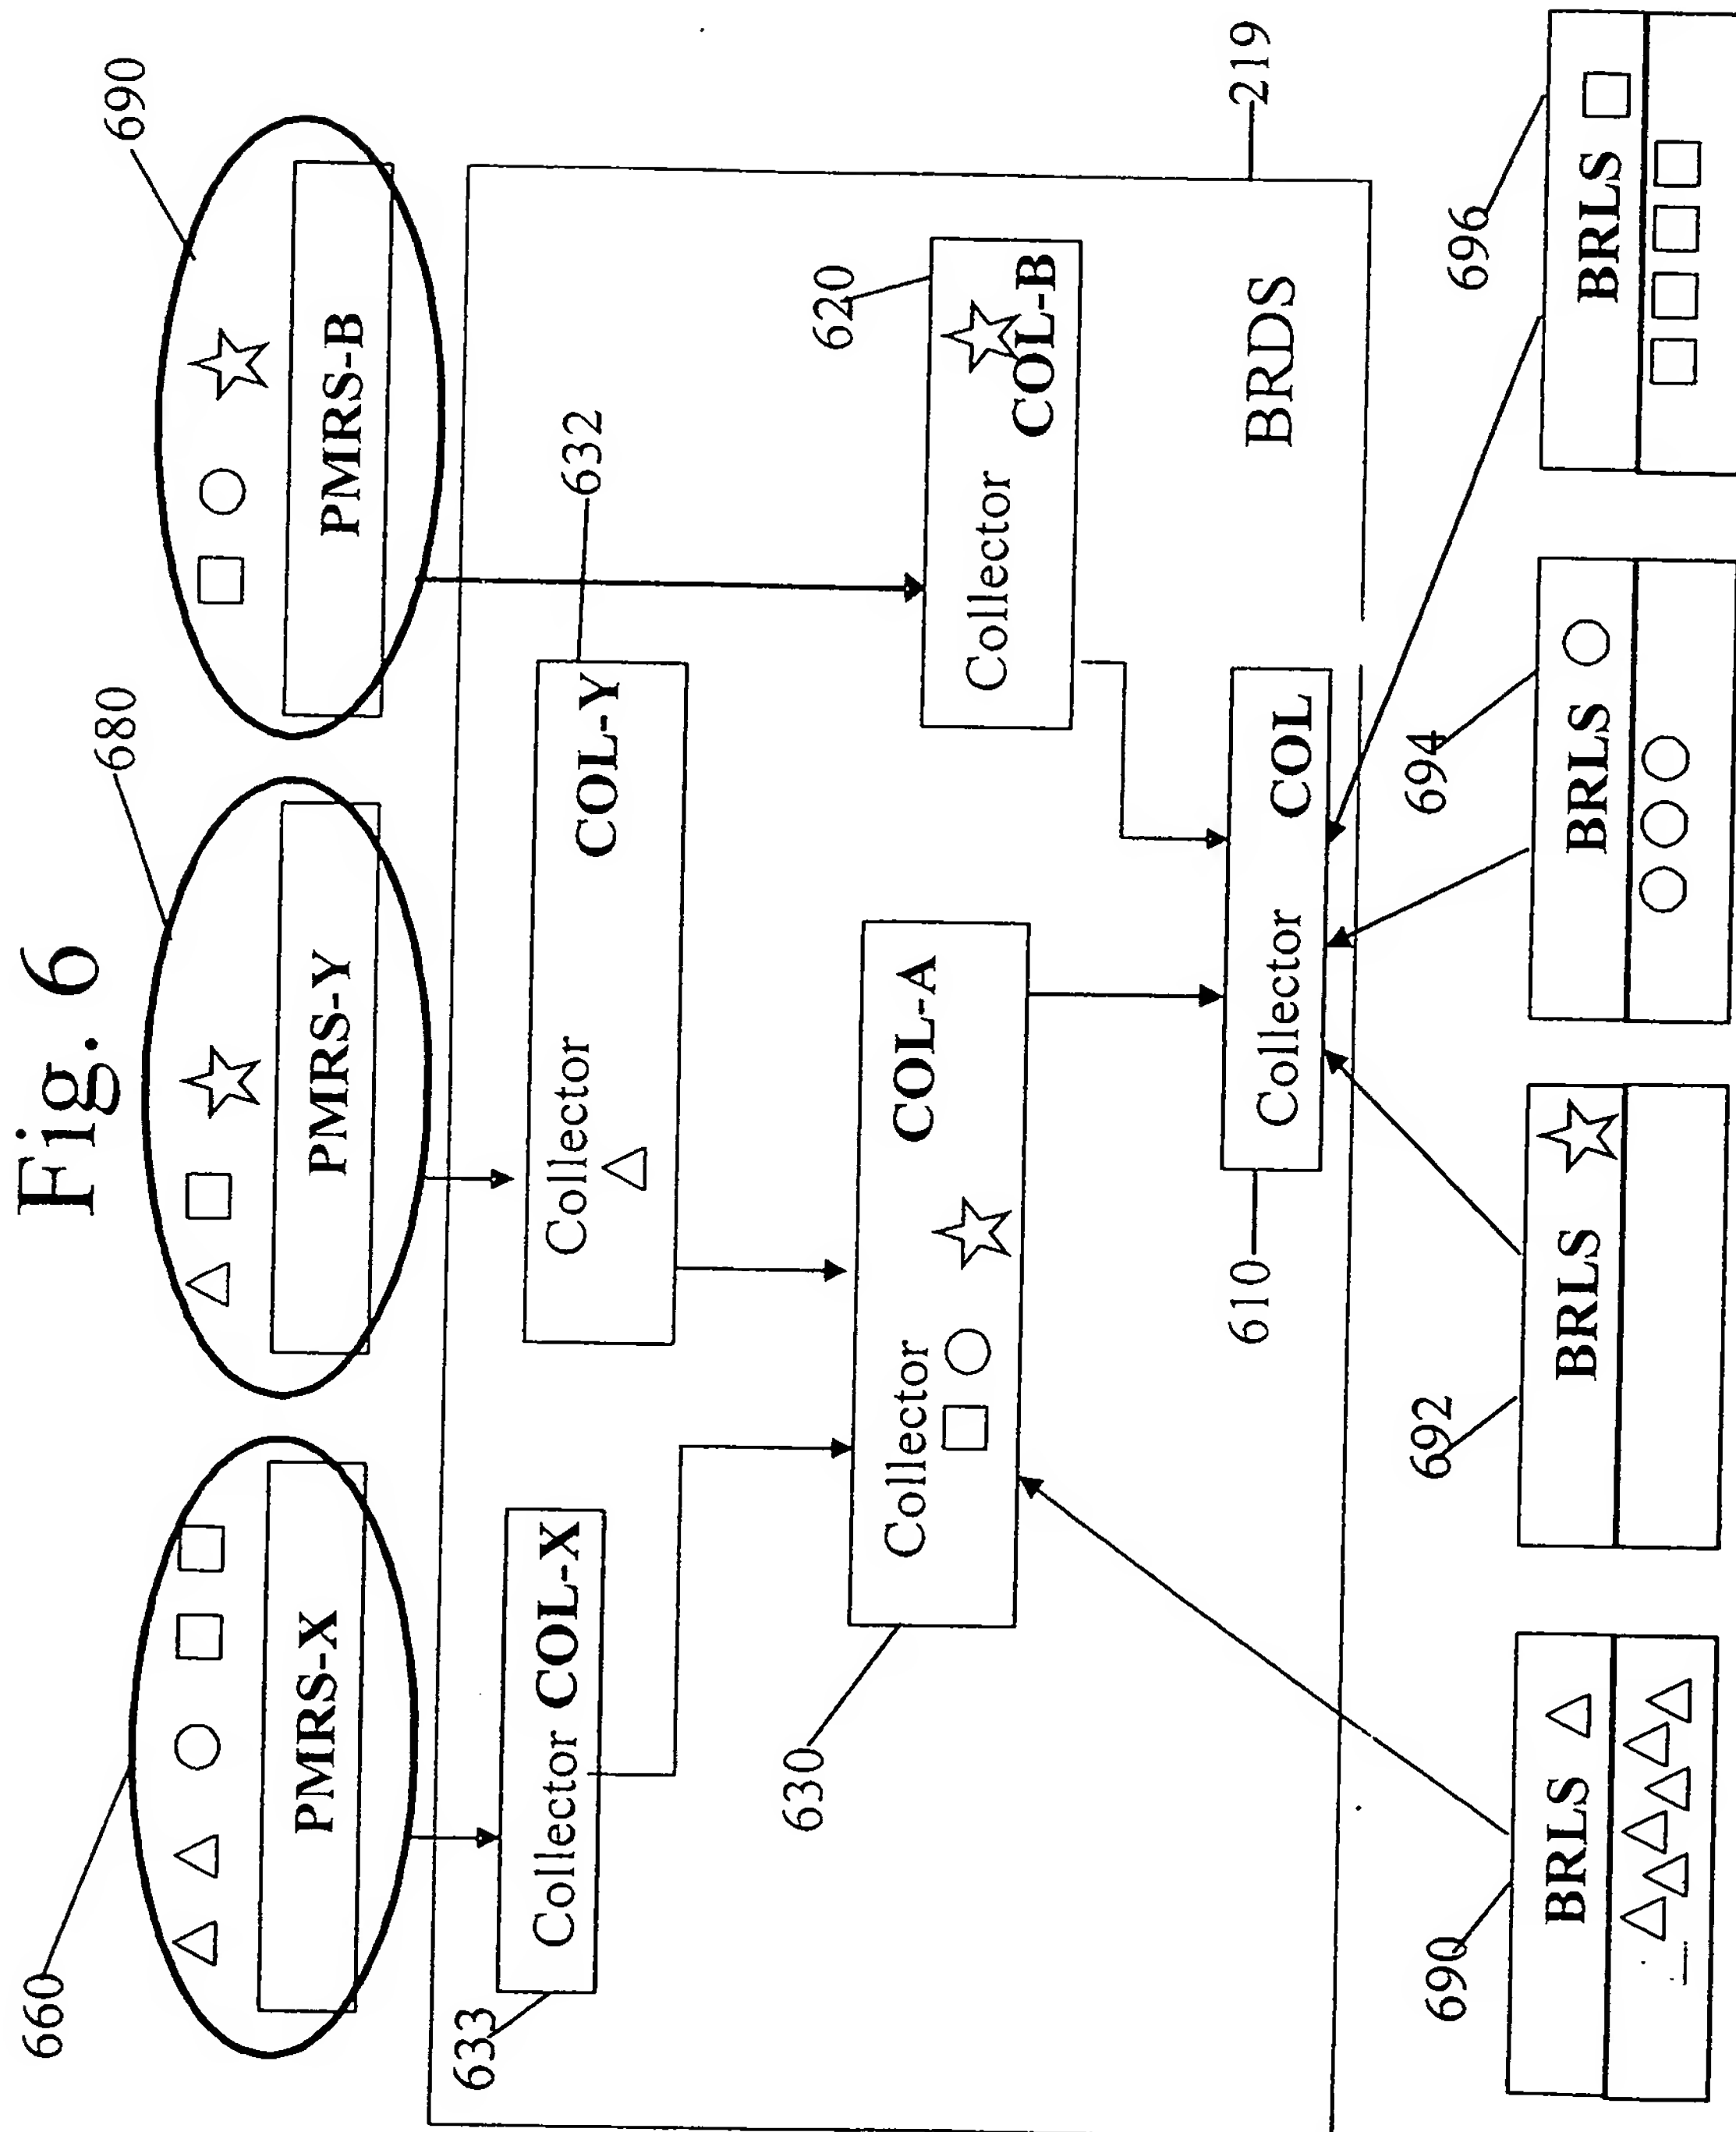 Fig. 6
660
680
690
PMRS-X
PMRS-Y
PMRS-B
633
Collector COL-X
Collector
COL-Y
632
630
Collector
COL-A
620
Collector
COL-B
610
Collector COL
BRDS
219
690
692
694
696
BRLS
BRLS
BRLS
BRLS